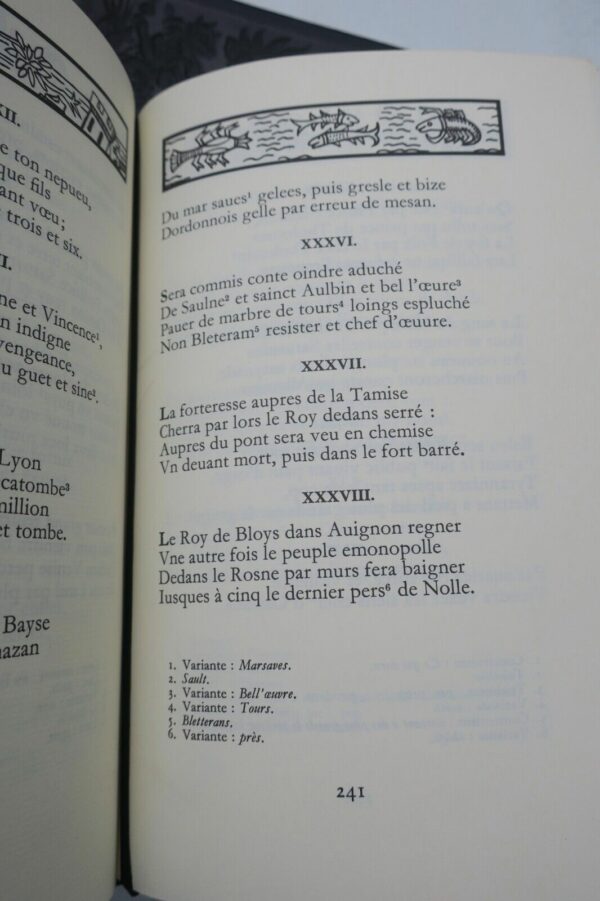 XII.
e ton nepueu,
que fils
ant vœu;
trois et six.
I.
ne et Vincence¹,
n indigne
vengeance,
u guet et sine².
Lyon
catombe³
million
et tombe.
Bayse
hazan
Du mar saues¹ gelees, puis gresle et bize
Dordonnois gelle par erreur de mesan.
XXXVI.
Sera commis conte oindre aduché
De Saulne² et sainct Aulbin et bel l'œure³
Pauer de marbre de tours⁴ loings espluché
Non Bleteram⁵ resister et chef d'œuure.
XXXVII.
La forteresse aupres de la Tamise
Cherra par lors le Roy dedans serré :
Aupres du pont sera veu en chemise
Vn deuant mort, puis dans le fort barré.
XXXVIII.
Le Roy de Bloys dans Auignon regner
Vne autre fois le peuple emonopolle
Dedans le Rosne par murs fera baigner
Iusques à cinq le dernier pers⁶ de Nolle.
1. Variante : Marsaves.
2. Sault.
3. Variante : Bell'œuvre.
4. Variante : Tours.
5. Bletterans.
6. Variante : près.
241